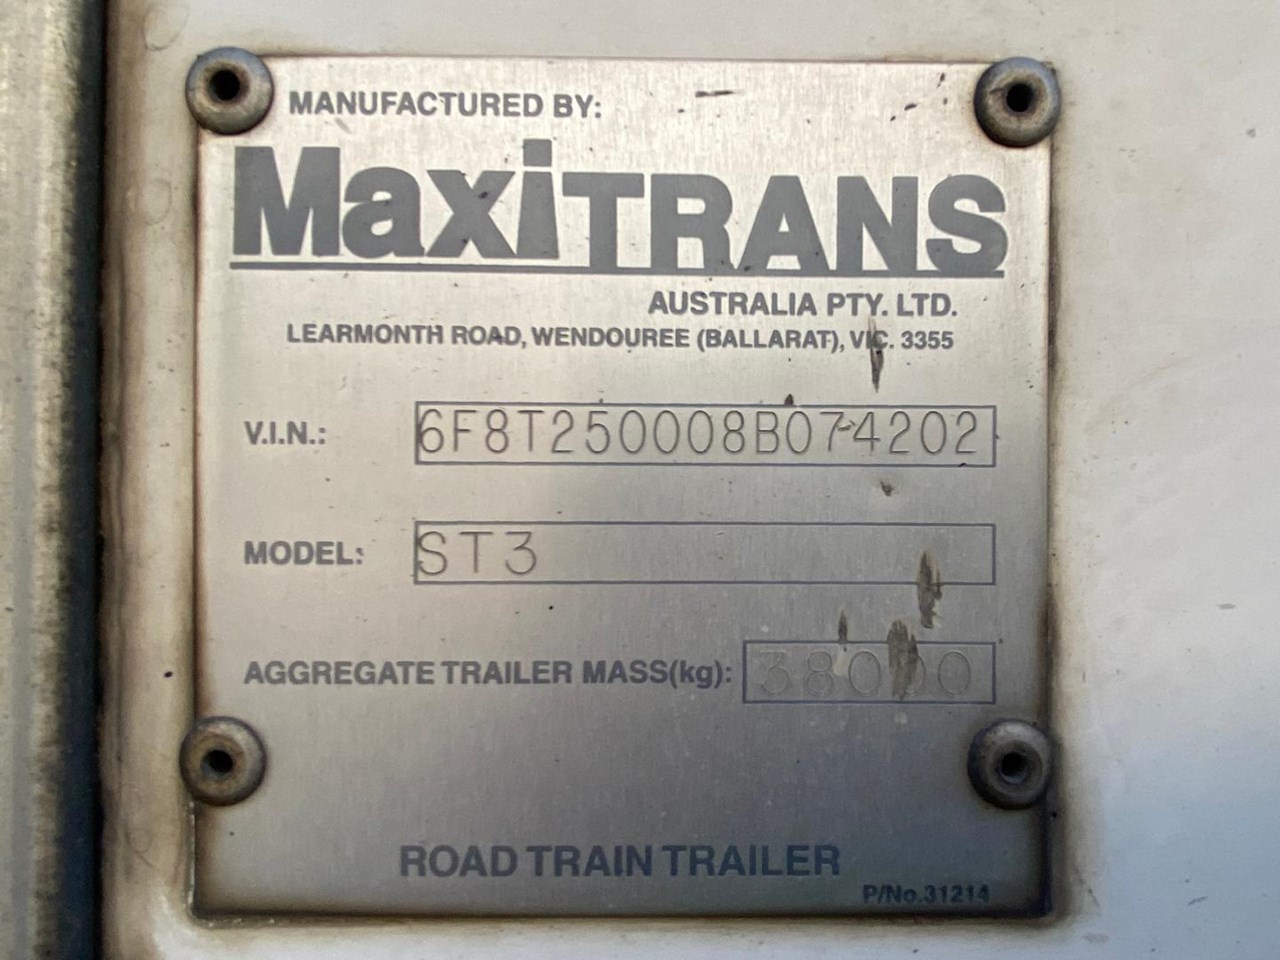 MANUFACTURED BY:
MaxiTRANS
AUSTRALIA PTY. LTD.
LEARMONTH ROAD, WENDOUREE (BALLARAT), VIC. 3355
V.I.N.: 6F8T250008B074202
MODEL: ST3
AGGREGATE TRAILER MASS(kg): 38000
ROAD TRAIN TRAILER
P/No.31214